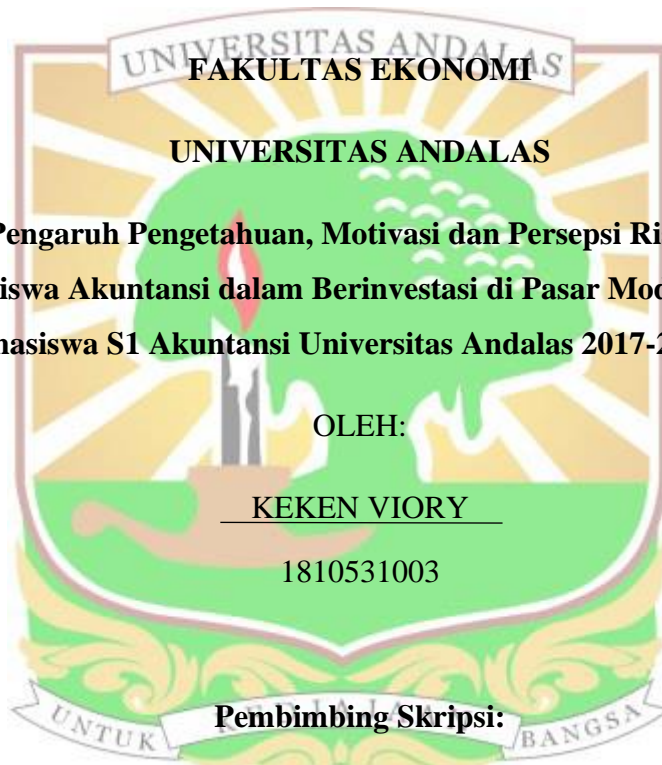 UNIVERSITAS ANDALAS
FAKULTAS EKONOMI
UNIVERSITAS ANDALAS
Pengaruh Pengetahuan, Motivasi dan Persepsi Ri
iswa Akuntansi dalam Berinvestasi di Pasar Mod
hasiswa S1 Akuntansi Universitas Andalas 2017-2
OLEH:
KEKEN VIORY
1810531003
Pembimbing Skripsi:
UNTUK KEDJAJAAN BANGSA